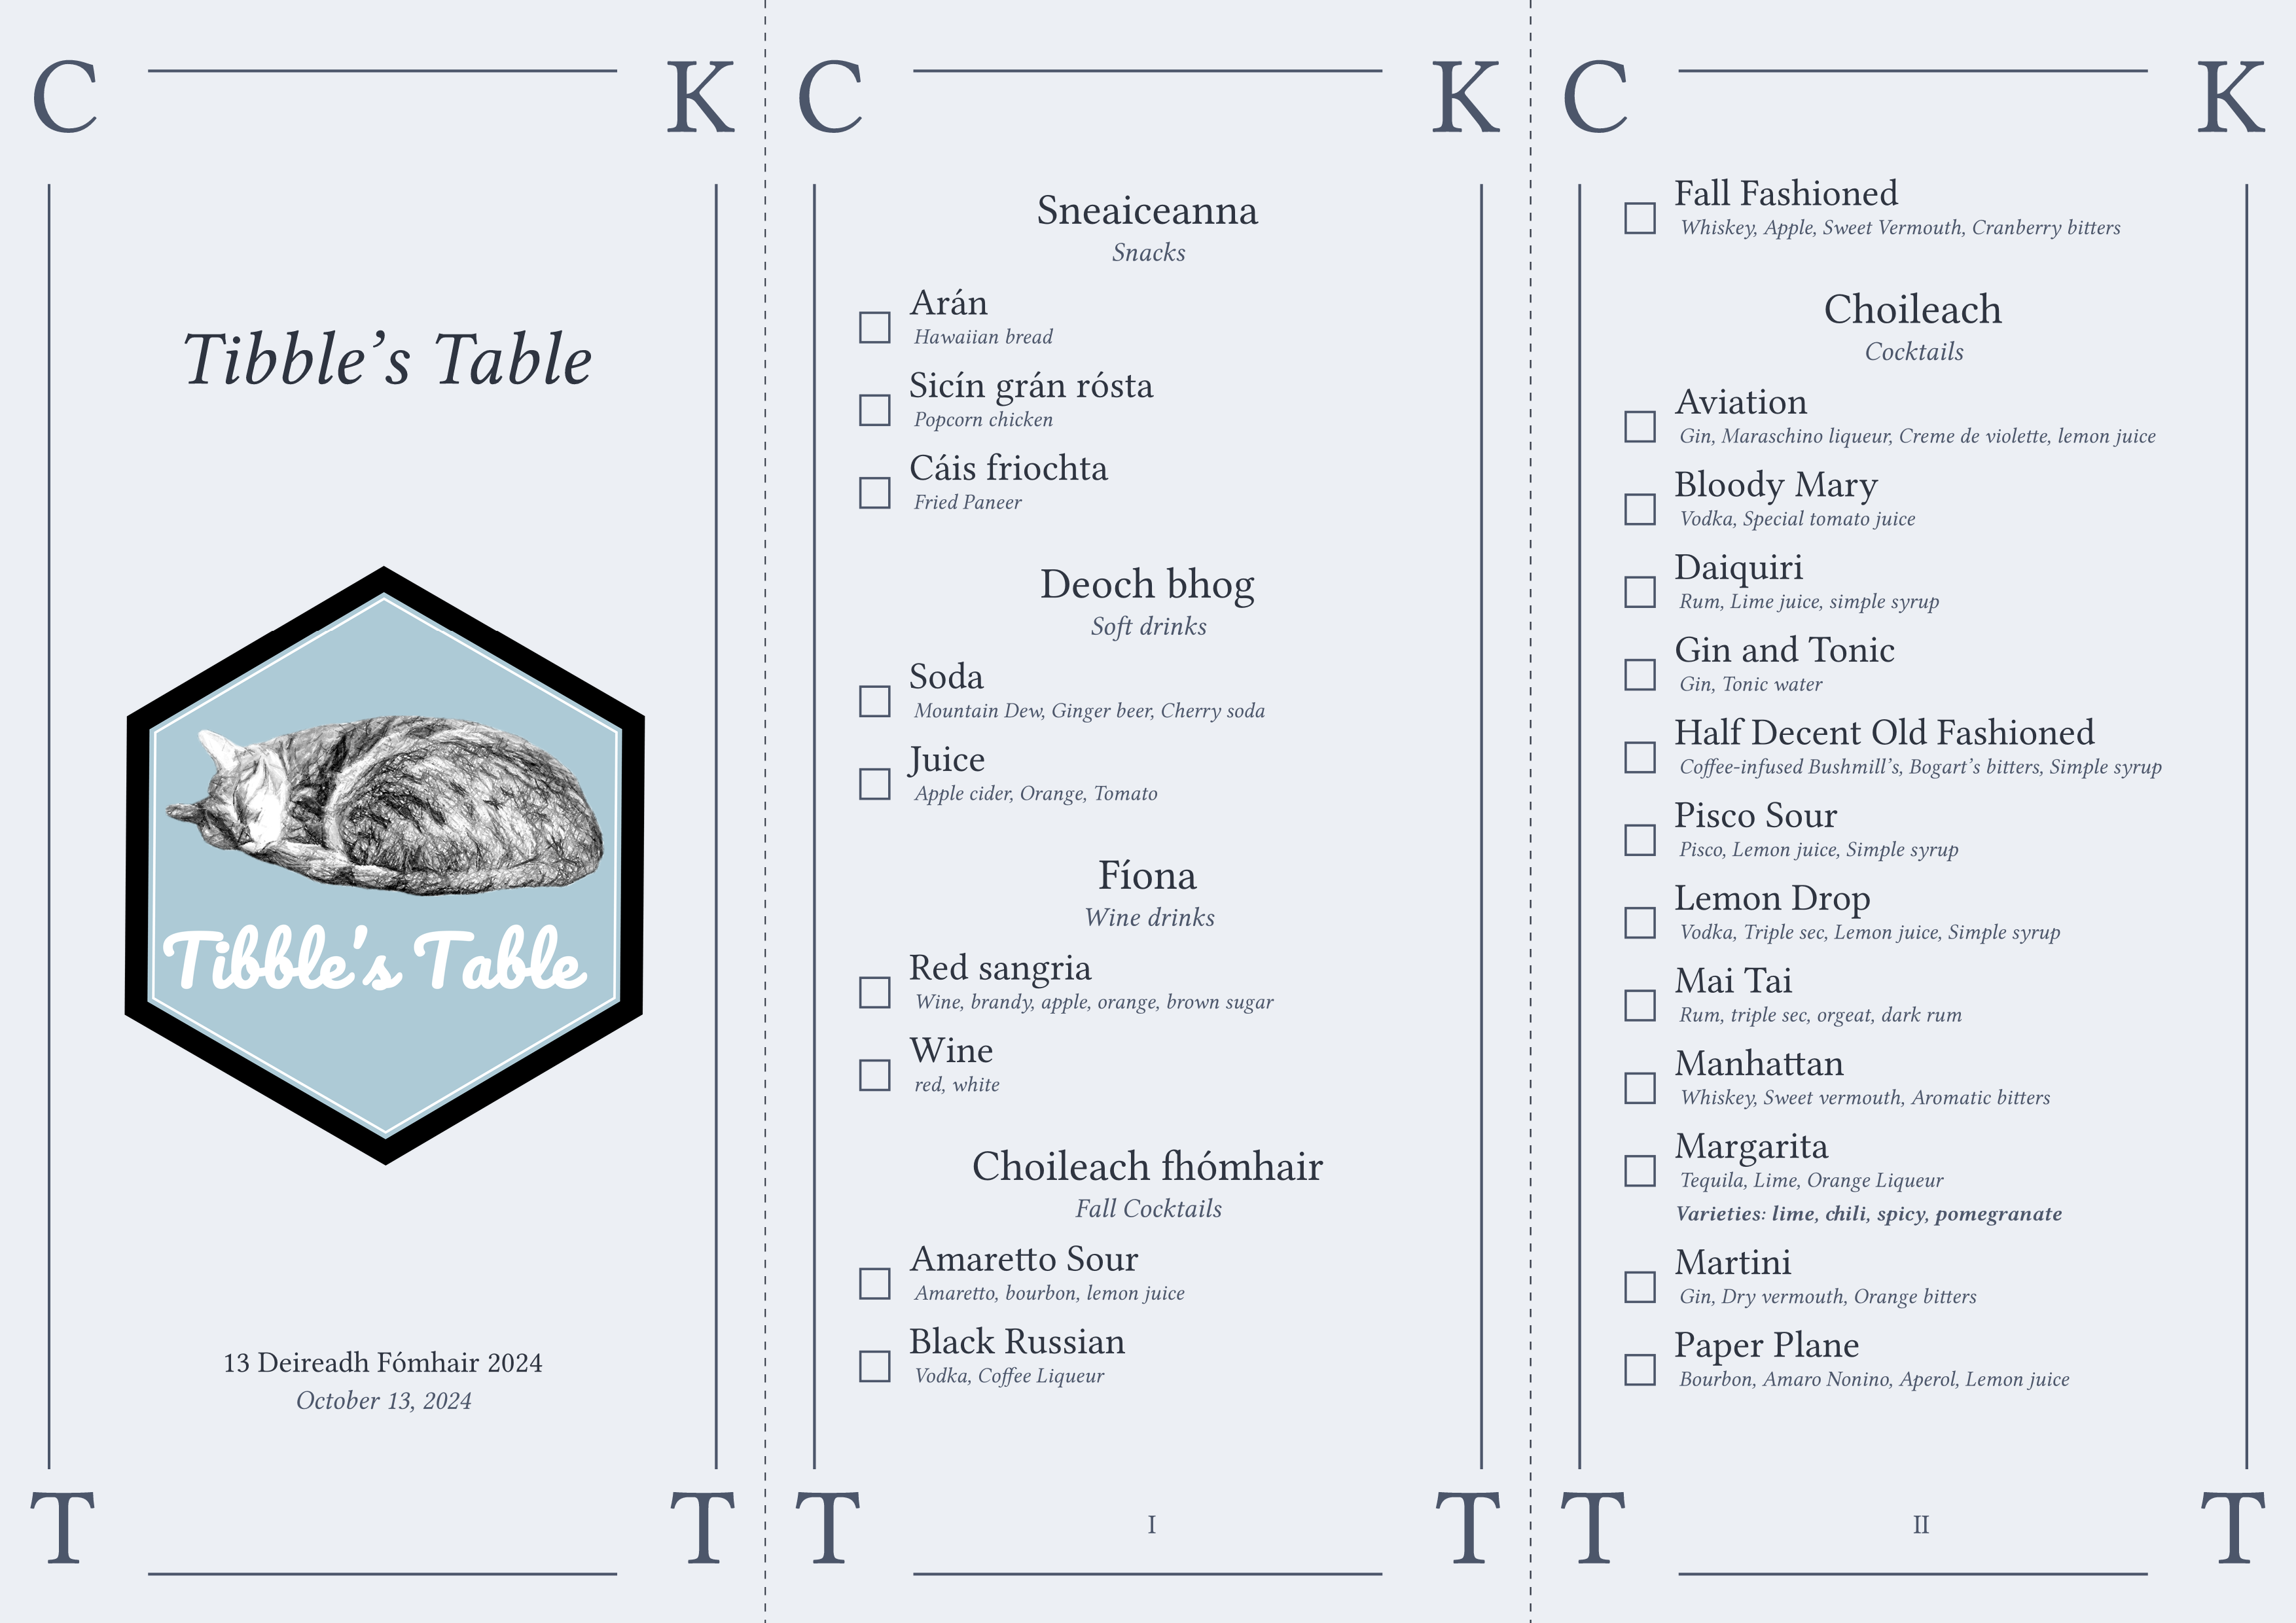 C K
Tibble’s Table
Tibble's Table
13 Deireadh Fómhair 2024
October 13, 2024
T T
C K
Sneaiceanna
Snacks
Arán
Hawaiian bread
Sicín grán rósta
Popcorn chicken
Cáis friochta
Fried Paneer
Deoch bhog
Soft drinks
Soda
Mountain Dew, Ginger beer, Cherry soda
Juice
Apple cider, Orange, Tomato
Fíona
Wine drinks
Red sangria
Wine, brandy, apple, orange, brown sugar
Wine
red, white
Choileach fhómhair
Fall Cocktails
Amaretto Sour
Amaretto, bourbon, lemon juice
Black Russian
Vodka, Coffee Liqueur
T I T
C K
Fall Fashioned
Whiskey, Apple, Sweet Vermouth, Cranberry bitters
Choileach
Cocktails
Aviation
Gin, Maraschino liqueur, Creme de violette, lemon juice
Bloody Mary
Vodka, Special tomato juice
Daiquiri
Rum, Lime juice, simple syrup
Gin and Tonic
Gin, Tonic water
Half Decent Old Fashioned
Coffee-infused Bushmill’s, Bogart’s bitters, Simple syrup
Pisco Sour
Pisco, Lemon juice, Simple syrup
Lemon Drop
Vodka, Triple sec, Lemon juice, Simple syrup
Mai Tai
Rum, triple sec, orgeat, dark rum
Manhattan
Whiskey, Sweet vermouth, Aromatic bitters
Margarita
Tequila, Lime, Orange Liqueur
Varieties: lime, chili, spicy, pomegranate
Martini
Gin, Dry vermouth, Orange bitters
Paper Plane
Bourbon, Amaro Nonino, Aperol, Lemon juice
T II T